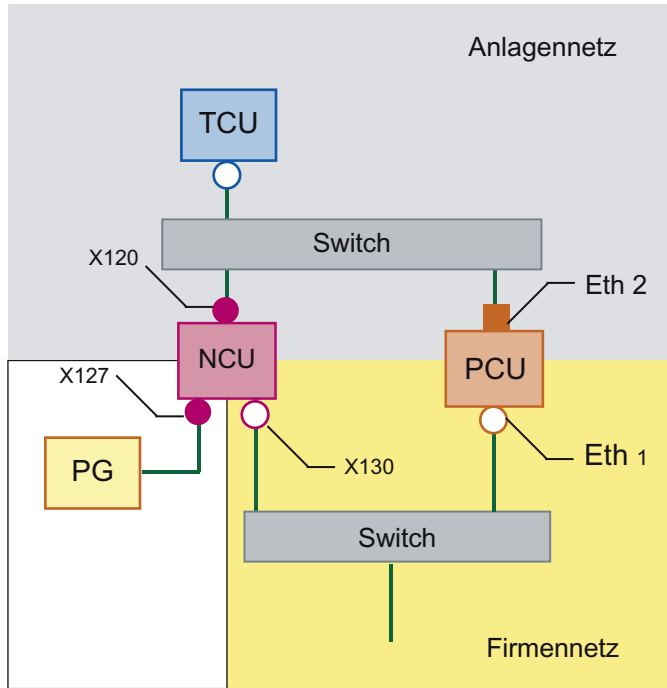 Anlagennetz
TCU
Switch
X120
Eth 2
NCU
PCU
X127
PG
X130
Eth 1
Switch
Firmennetz